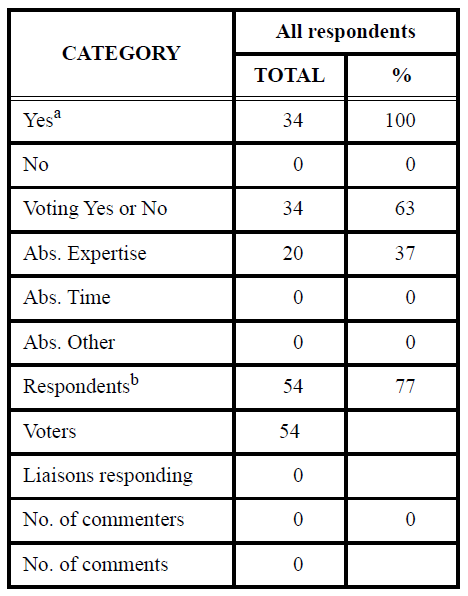 CATEGORY All respondents
TOTAL %
Yesa 34 100
No 0 0
Voting Yes or No 34 63
Abs. Expertise 20 37
Abs. Time 0 0
Abs. Other 0 0
Respondentsb 54 77
Voters 54
Liaisons responding 0
No. of commenters 0 0
No. of comments 0